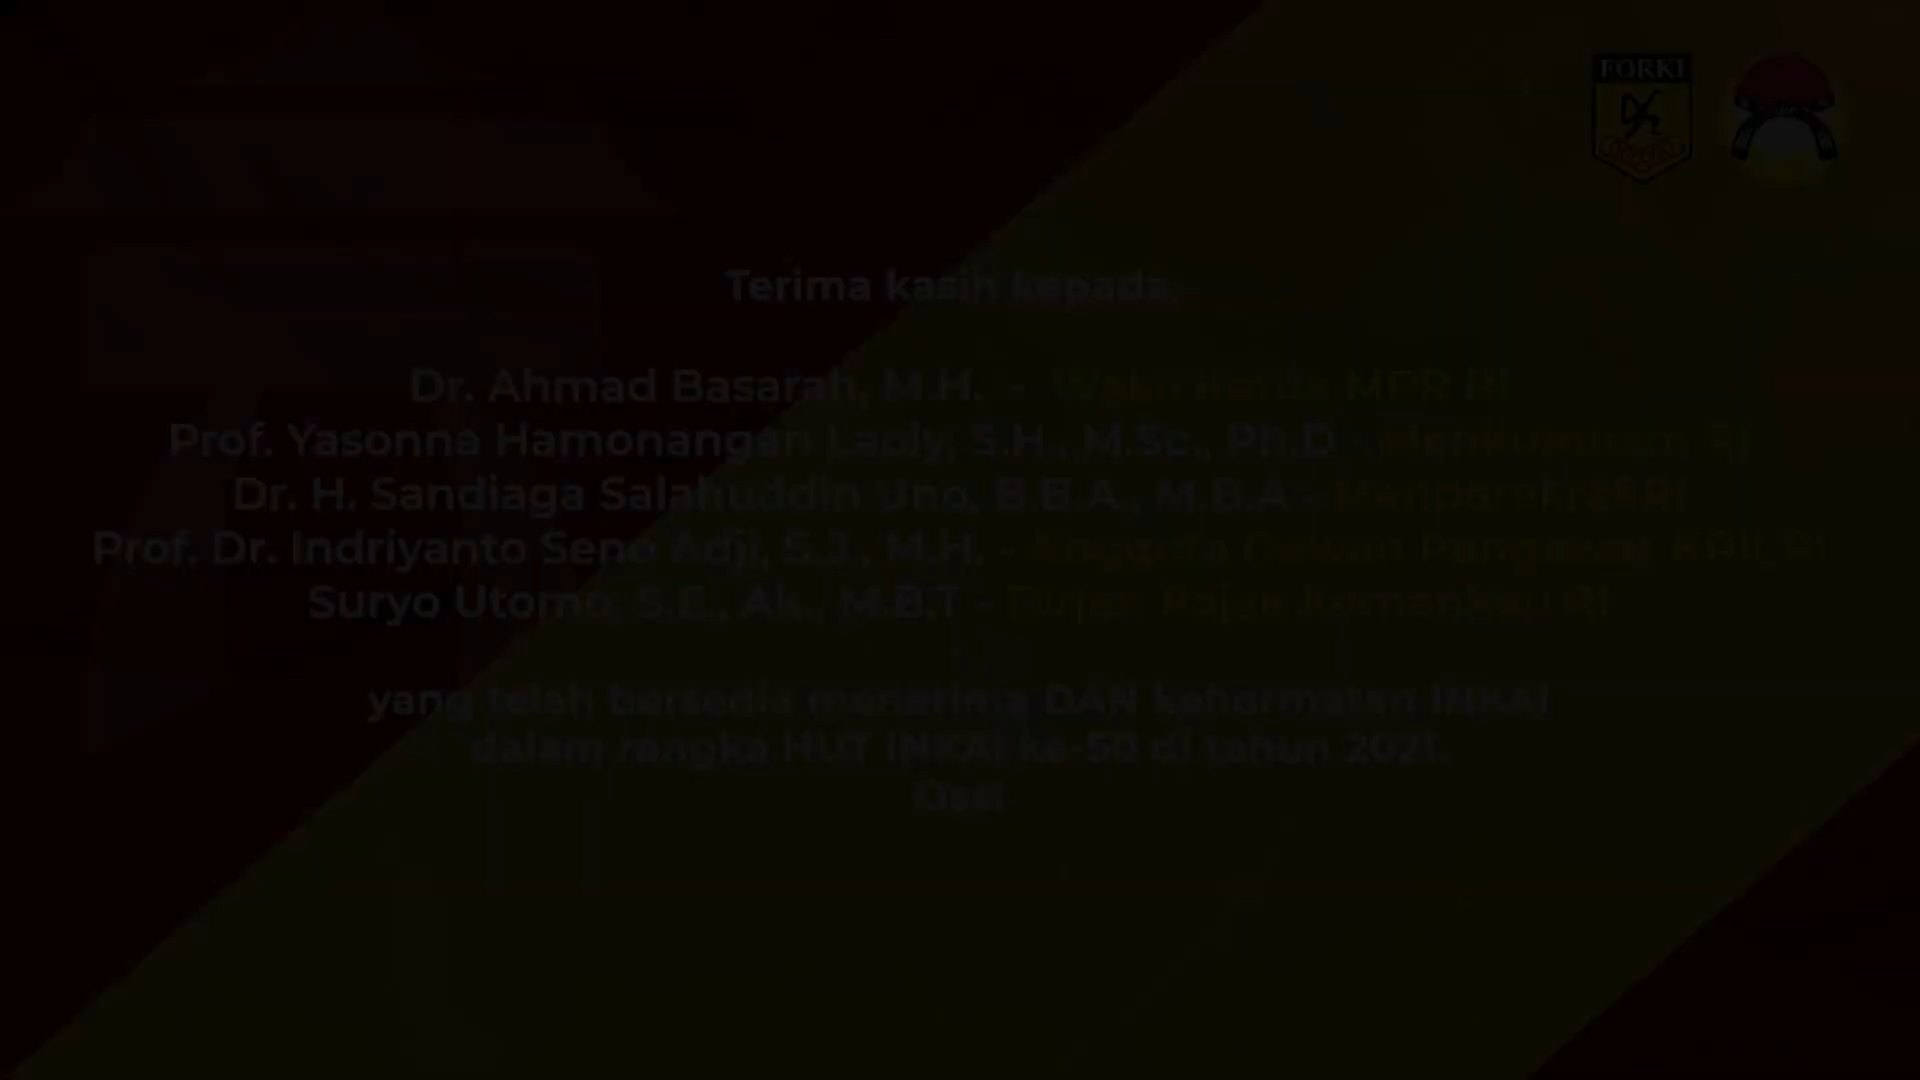 FORKI
Terima kasih kepada,
Dr. Ahmad Basarah, M.H. - Wakil Ketua MPR RI
Prof. Yasonna Hamonangan Laoly, S.H., M.Sc., Ph.D - Menkumham RI
Dr. H. Sandiaga Salahuddin Uno, B.B.A., M.B.A - Menparekraf RI
Prof. Dr. Indriyanto Seno Adji, S.J., M.H. - Anggota Dewan Pengawas KPK RI
Suryo Utomo, S.E., Ak., M.B.T - Dirjen Pajak Kemenkeu RI
yang telah bersedia menerima DAN kehormatan INKAI
dalam rangka HUT INKAI ke-50 di tahun 2021.
Oss!